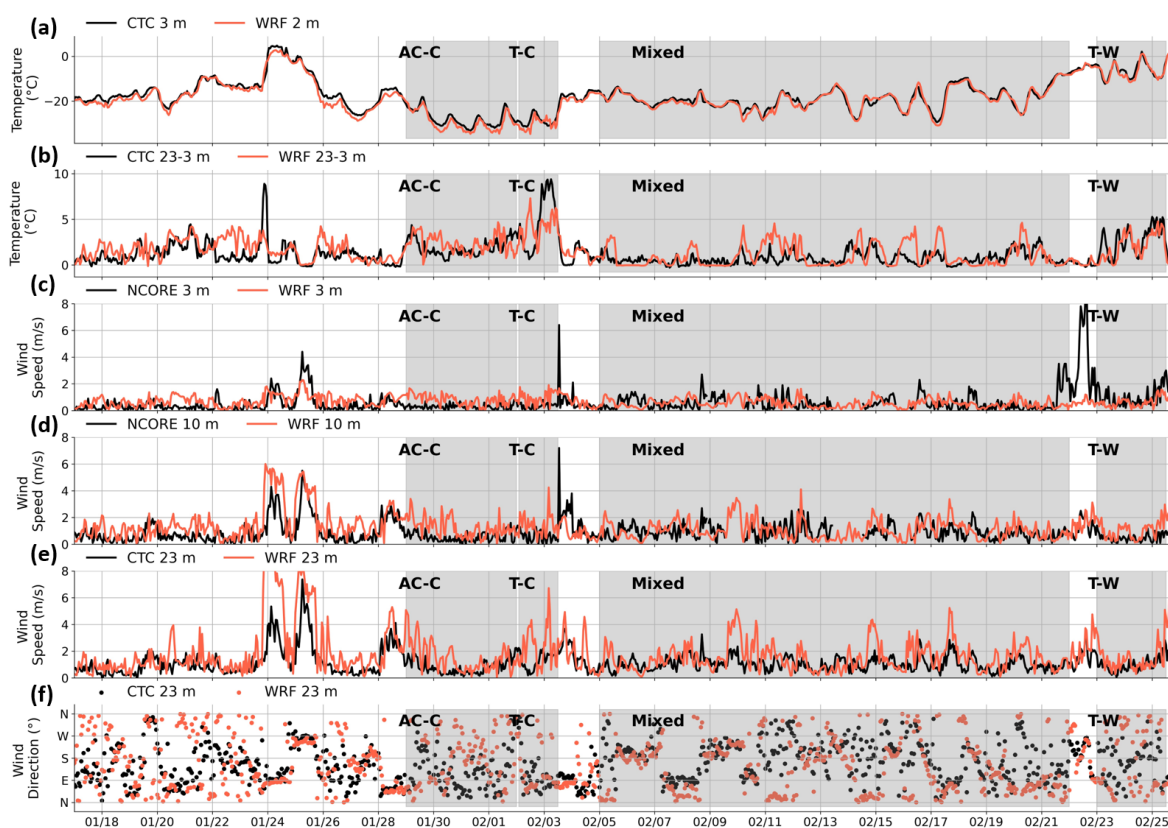 (a) CTC 3 m WRF 2 m
AC-C T-C Mixed T-W
Temperature
(°C)
0
−20
(b) CTC 23-3 m WRF 23-3 m
AC-C T-C Mixed T-W
Temperature
(°C)
10
5
0
(c) NCORE 3 m WRF 3 m
AC-C T-C Mixed T-W
Wind
Speed (m/s)
8
6
4
2
0
(d) NCORE 10 m WRF 10 m
AC-C T-C Mixed T-W
Wind
Speed (m/s)
8
6
4
2
0
(e) CTC 23 m WRF 23 m
AC-C T-C Mixed T-W
Wind
Speed (m/s)
8
6
4
2
0
(f) CTC 23 m WRF 23 m
AC-C T-C Mixed T-W
Wind
Direction (°)
N
W
S
E
N
01/18 01/20 01/22 01/24 01/26 01/28 01/30 02/01 02/03 02/05 02/07 02/09 02/11 02/13 02/15 02/17 02/19 02/21 02/23 02/25